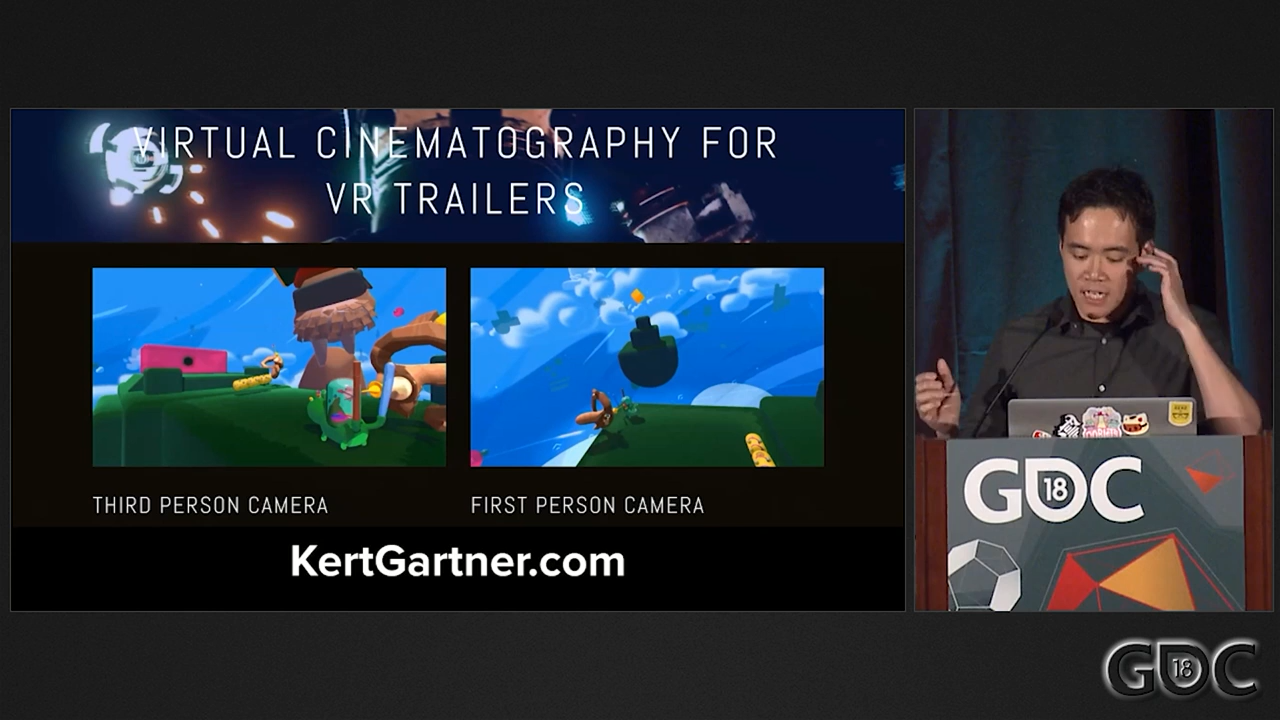 VIRTUAL CINEMATOGRAPHY FOR
VR TRAILERS
THIRD PERSON CAMERA
FIRST PERSON CAMERA
KertGartner.com
GDC
18
GDC
18